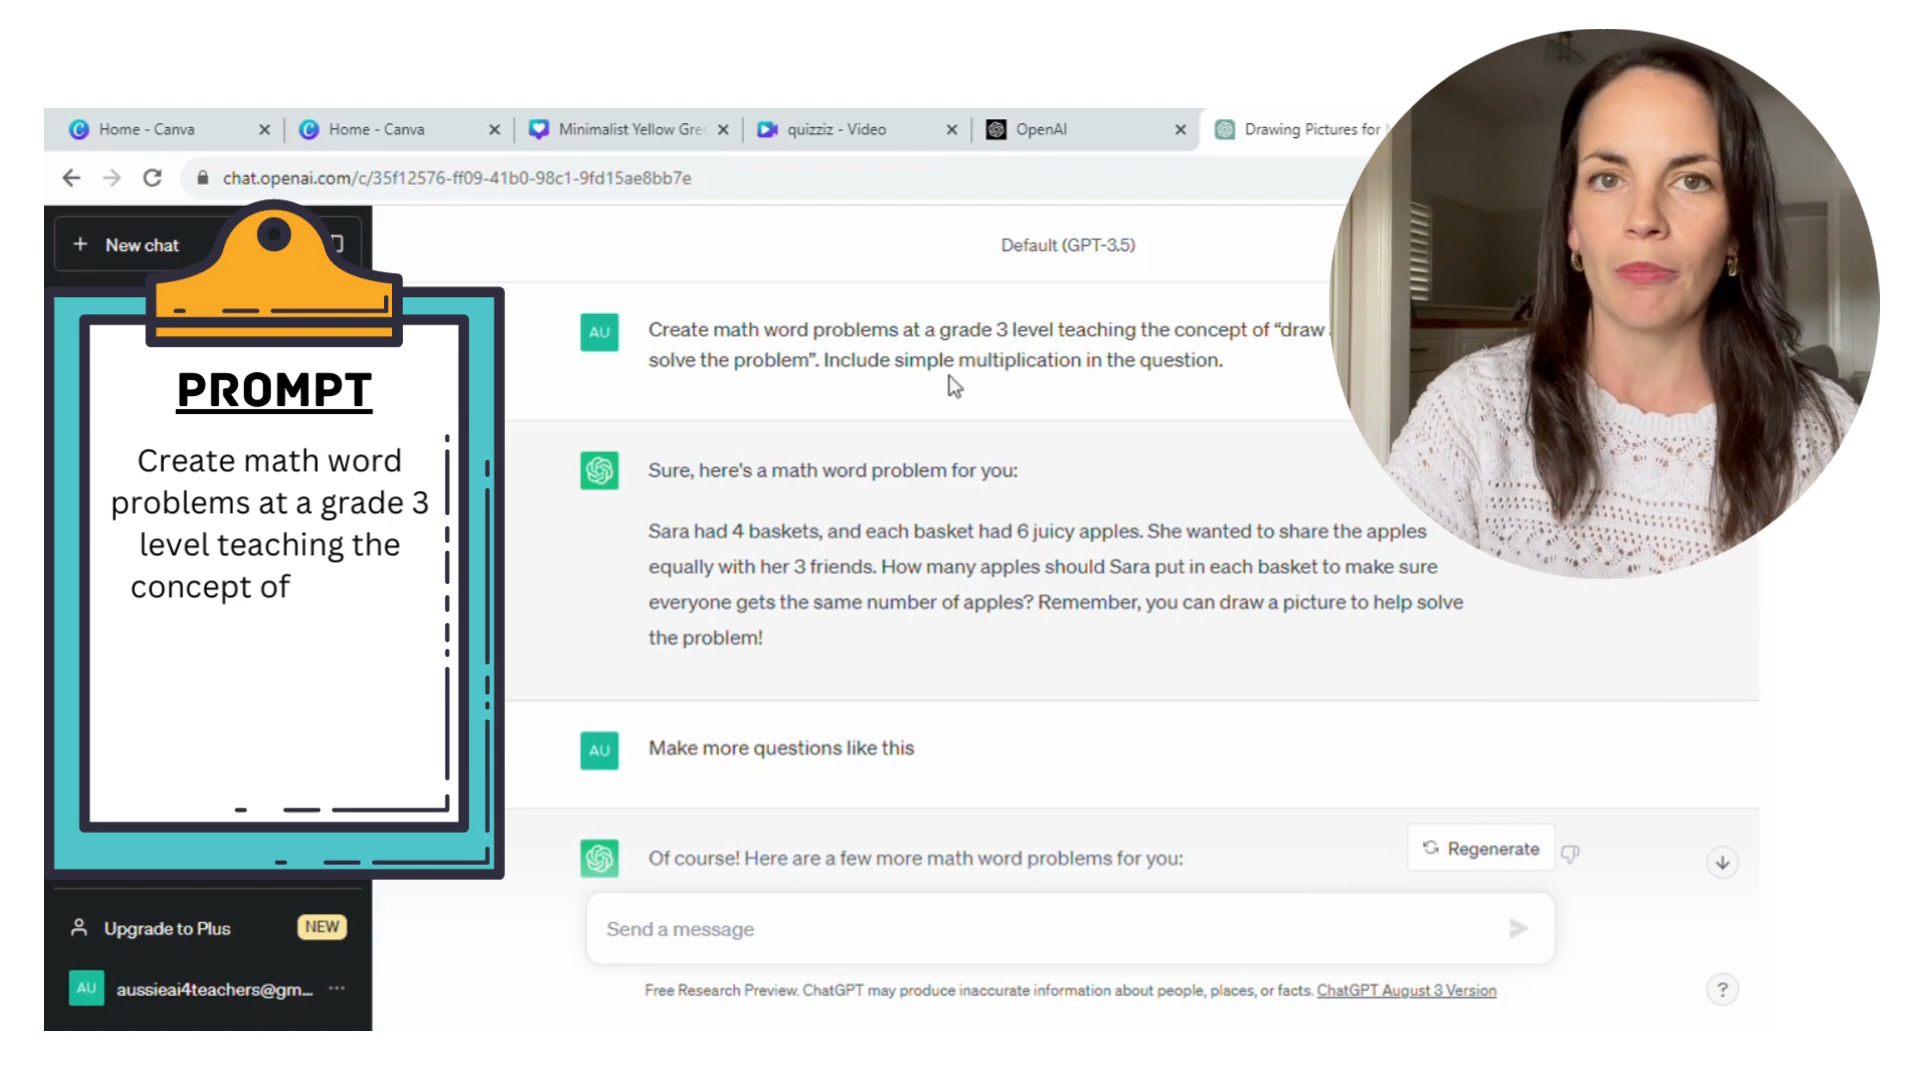 Home - Canva
Home - Canva
Minimalist Yellow Gre
quizziz - Video
OpenAI
Drawing Pictures for
chat.openai.com/c/35f12576-ff09-41b0-98c1-9fd15ae8bb7e
+ New chat
Default (GPT-3.5)
PROMPT
Create math word
problems at a grade 3
level teaching the
concept of
AU
Create math word problems at a grade 3 level teaching the concept of “draw
solve the problem”. Include simple multiplication in the question.
Sure, here's a math word problem for you:
Sara had 4 baskets, and each basket had 6 juicy apples. She wanted to share the apples
equally with her 3 friends. How many apples should Sara put in each basket to make sure
everyone gets the same number of apples? Remember, you can draw a picture to help solve
the problem!
AU
Make more questions like this
Of course! Here are a few more math word problems for you:
Regenerate
Send a message
Upgrade to Plus
NEW
AU
aussieai4teachers@gm...
Free Research Preview. ChatGPT may produce inaccurate information about people, places, or facts. ChatGPT August 3 Version
?